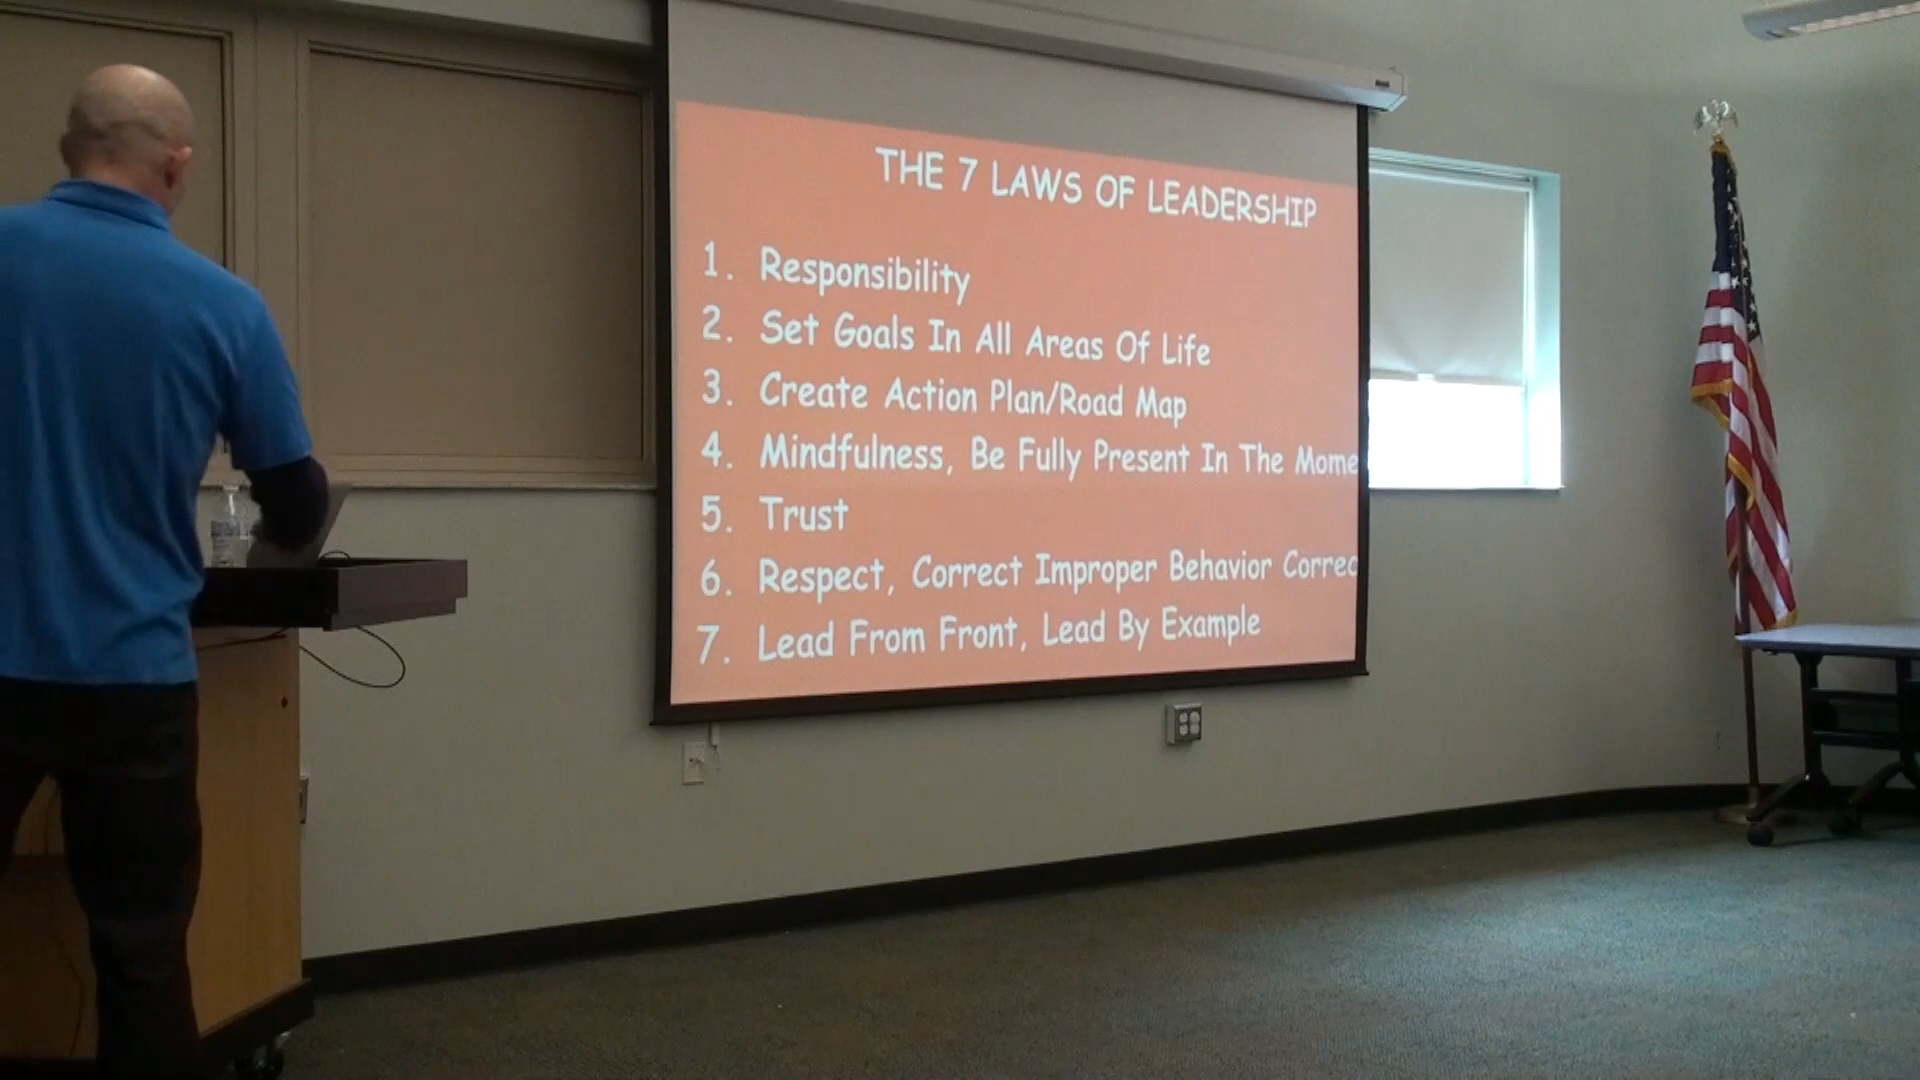 THE 7 LAWS OF LEADERSHIP
1. Responsibility
2. Set Goals In All Areas Of Life
3. Create Action Plan/Road Map
4. Mindfulness, Be Fully Present In The Mome
5. Trust
6. Respect, Correct Improper Behavior Correc
7. Lead From Front, Lead By Example